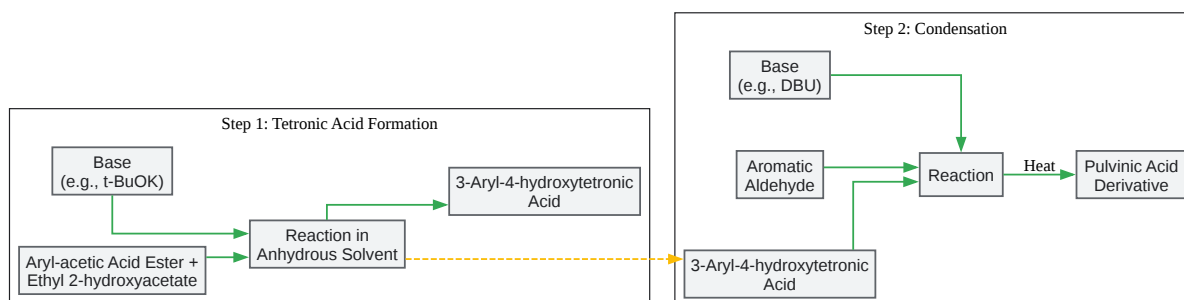 Step 1: Tetronic Acid Formation
Base
(e.g., t-BuOK)
Aryl-acetic Acid Ester +
Ethyl 2-hydroxyacetate
Reaction in
Anhydrous Solvent
3-Aryl-4-hydroxytetronic
Acid
Step 2: Condensation
Base
(e.g., DBU)
Aromatic
Aldehyde
3-Aryl-4-hydroxytetronic
Acid
Reaction
Heat
Pulvinic Acid
Derivative